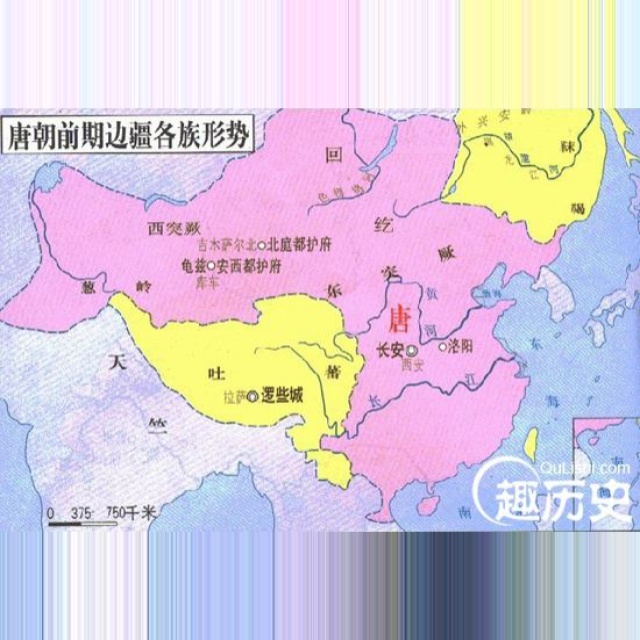 唐朝前期边疆各族形势
回
纥
靺
鞨
西突厥
吉木萨尔北 北庭都护府
龟兹 安西都护府
库车
葱岭
东突厥
唐
黄河
长安
西安
洛阳
长江
天竺
吐蕃
拉萨 逻些城
东海
南
0 375 750千米
QuLishi.com
趣历史